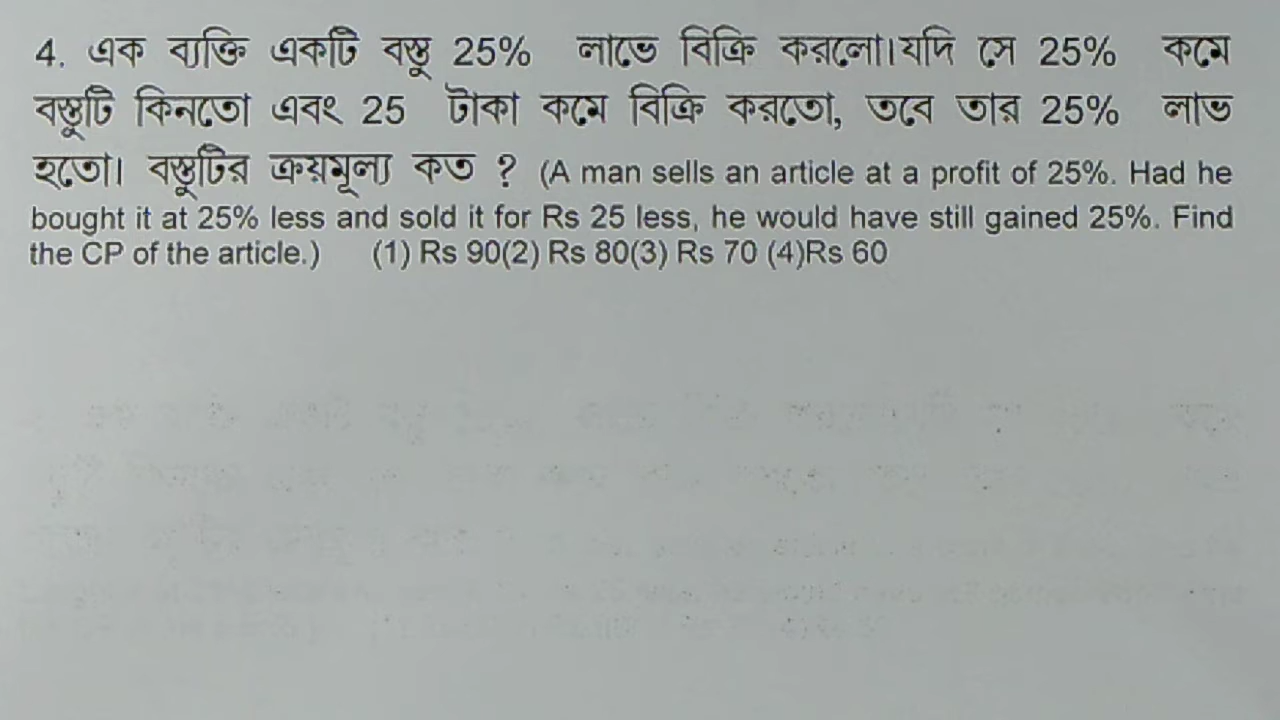 4. এক ব্যক্তি একটি বস্তু 25% লাভে বিক্রি করলো।যদি সে 25% কমে
বস্তুটি কিনতো এবং 25 টাকা কমে বিক্রি করতো, তবে তার 25% লাভ
হতো। বস্তুটির ক্রয়মূল্য কত ? (A man sells an article at a profit of 25%. Had he
bought it at 25% less and sold it for Rs 25 less, he would have still gained 25%. Find
the CP of the article.) (1) Rs 90(2) Rs 80(3) Rs 70 (4)Rs 60